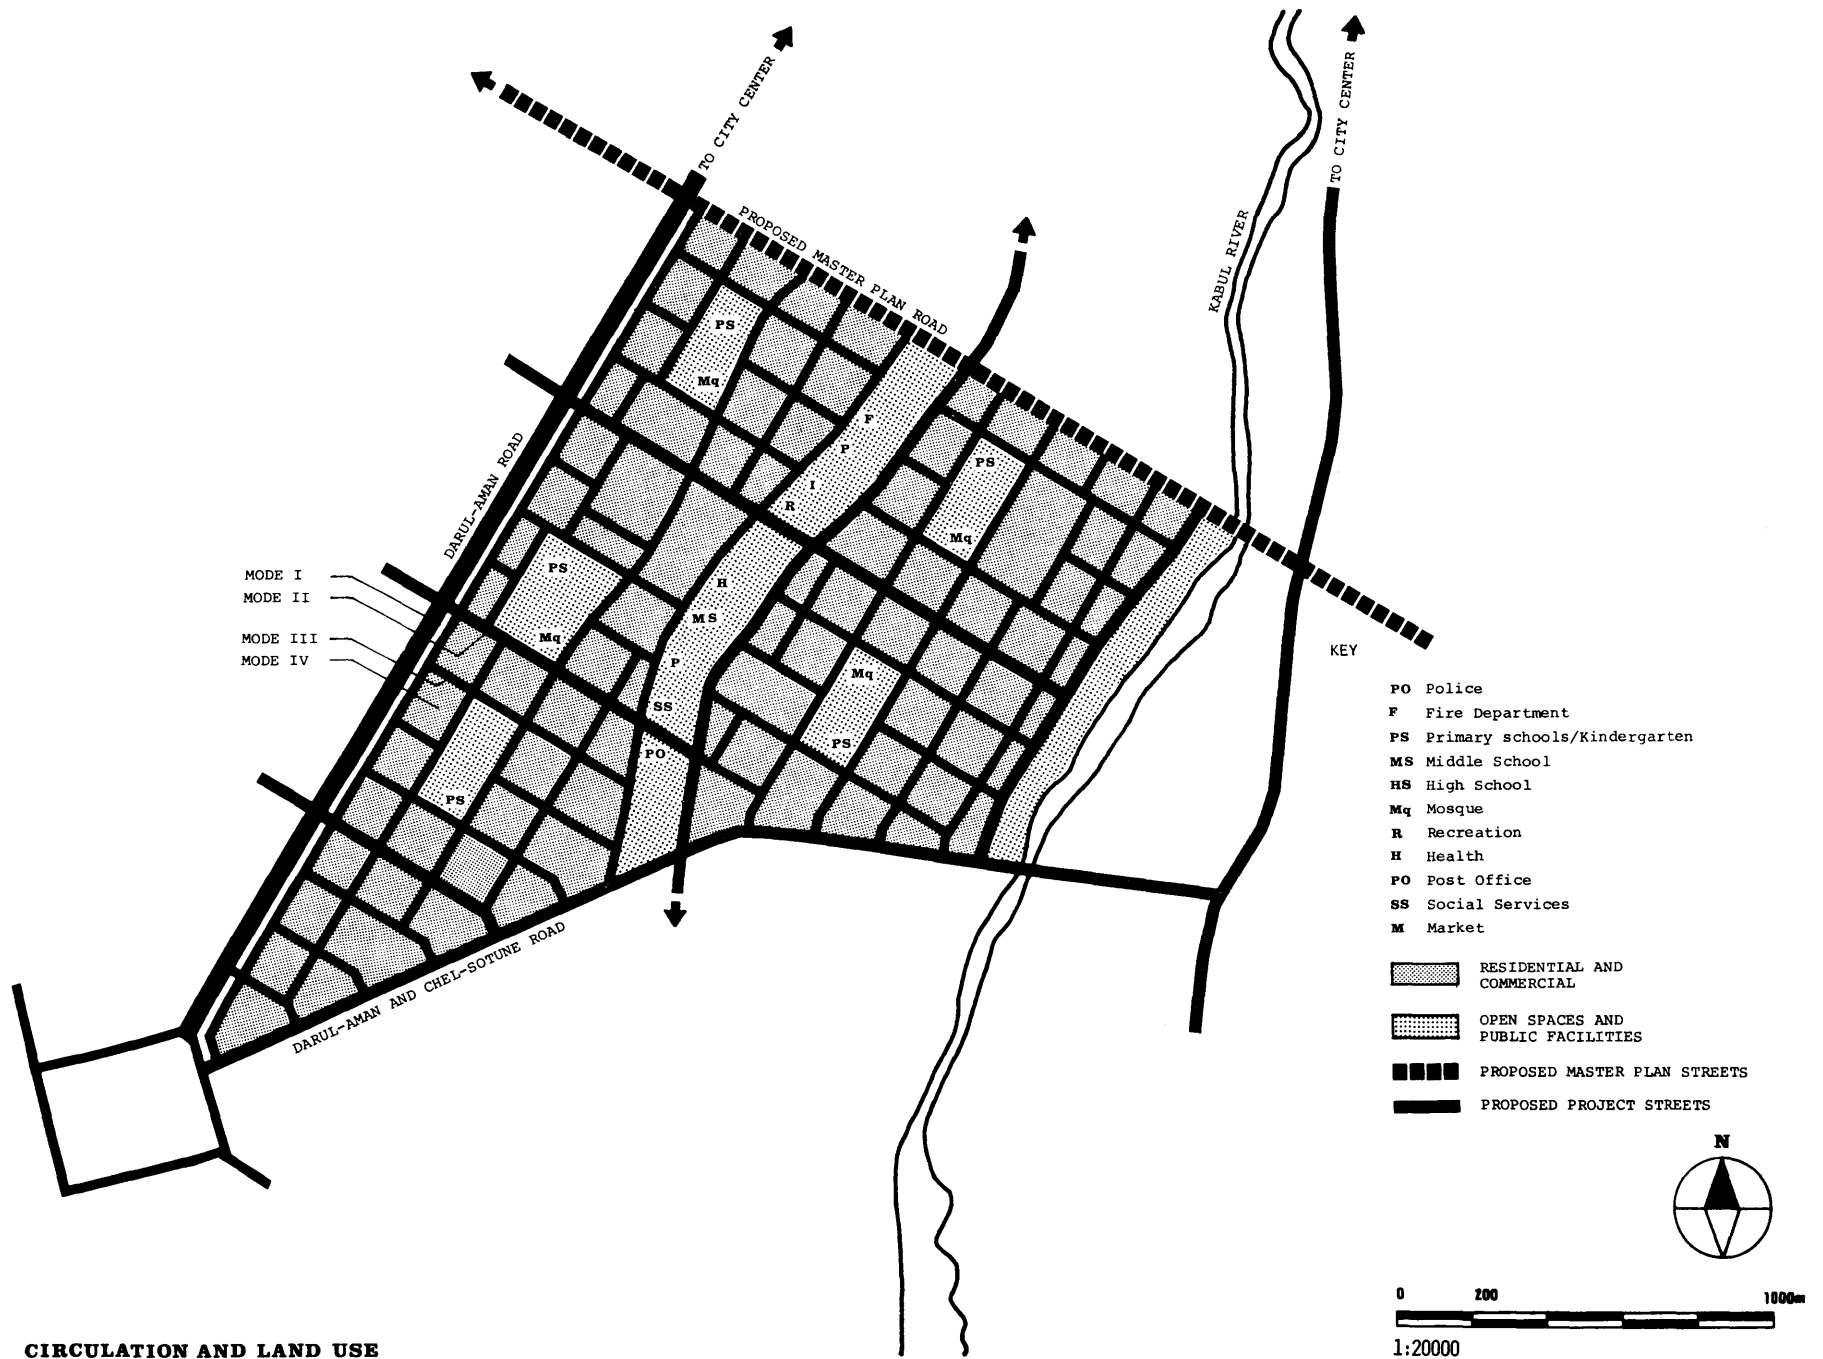 TO CITY CENTER
TO CITY CENTER
PROPOSED MASTER PLAN ROAD
KABUL RIVER
DARUL-AMAN ROAD
PS
Mq
F
P
I
R
PS
Mq
PS
Mq
H
MS
P
SS
PO
Mq
PS
PS
MODE I
MODE II
MODE III
MODE IV
DARUL-AMAN AND CHEL-SOTUNE ROAD
KEY
PO Police
F Fire Department
PS Primary schools/Kindergarten
MS Middle School
HS High School
Mq Mosque
R Recreation
H Health
PO Post Office
SS Social Services
M Market
RESIDENTIAL AND
COMMERCIAL
OPEN SPACES AND
PUBLIC FACILITIES
PROPOSED MASTER PLAN STREETS
PROPOSED PROJECT STREETS
N
0 200 1000m
1:20000
CIRCULATION AND LAND USE